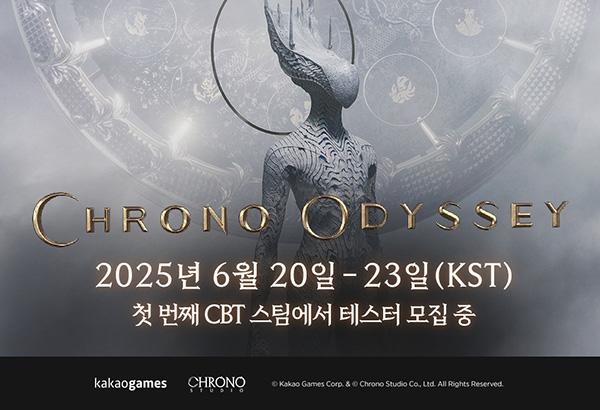 CHRONO ODYSSEY
2025년 6월 20일 - 23일(KST)
첫 번째 CBT 스팀에서 테스터 모집 중
kakaogames CHRONO STUDIO © Kakao Games Corp. & © Chrono Studio Co., Ltd. All Rights Reserved.